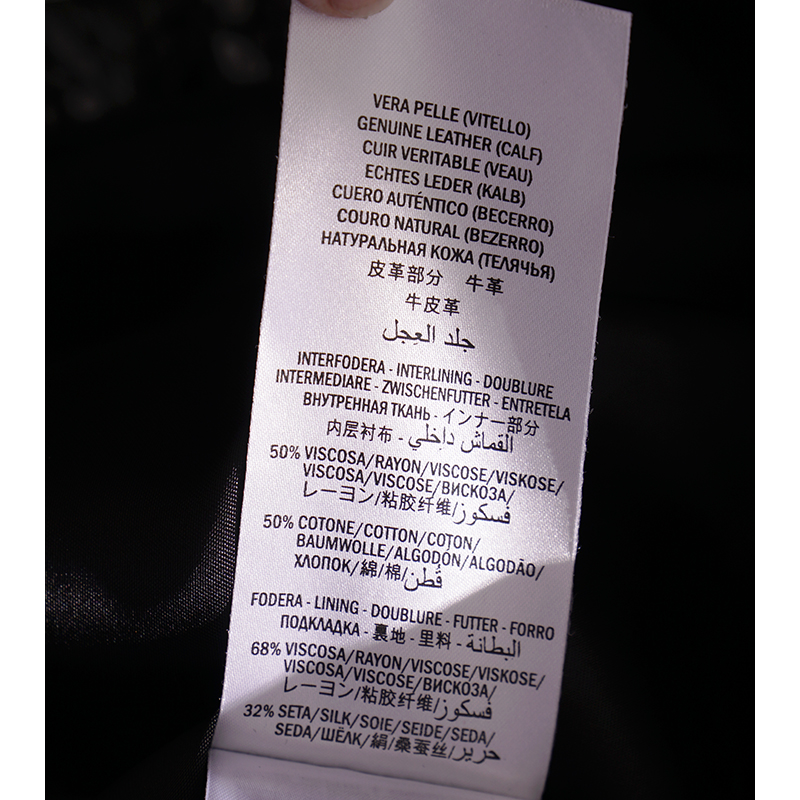 VERA PELLE (VITELLO)
GENUINE LEATHER (CALF)
CUIR VERITABLE (VEAU)
ECHTES LEDER (KALB)
CUERO AUTÉNTICO (BECERRO)
COURO NATURAL (BEZERRO)
НАТУРАЛЬНАЯ КОЖА (ТЕЛЯЧЬЯ)
皮革部分 牛革
牛皮革
جلد العِجل
INTERFODERA - INTERLINING - DOUBLURE
INTERMEDIARE - ZWISCHENFUTTER - ENTRETELA
ВНУТРЕННАЯ ТКАНЬ - インナー部分
内层衬布 - القماش داخلي
50% VISCOSA/RAYON/VISCOSE/VISKOSE/
VISCOSA/VISCOSE/ВИСКОЗА/
レーヨン/粘胶纤维/فسكوز
50% COTONE/COTTON/COTON/
BAUMWOLLE/ALGODÓN/ALGODÃO/
ХЛОПОК/綿/棉/قُطن
FODERA - LINING - DOUBLURE - FUTTER - FORRO
ПОДКЛАДКА - 裏地 - 里料 - البطانة
68% VISCOSA/RAYON/VISCOSE/VISKOSE/
VISCOSA/VISCOSE/ВИСКОЗА/
レーヨン/粘胶纤维/فسكوز
32% SETA/SILK/SOIE/SEIDE/SEDA/
SEDA/ШЁЛК/絹/桑蚕丝/حرير